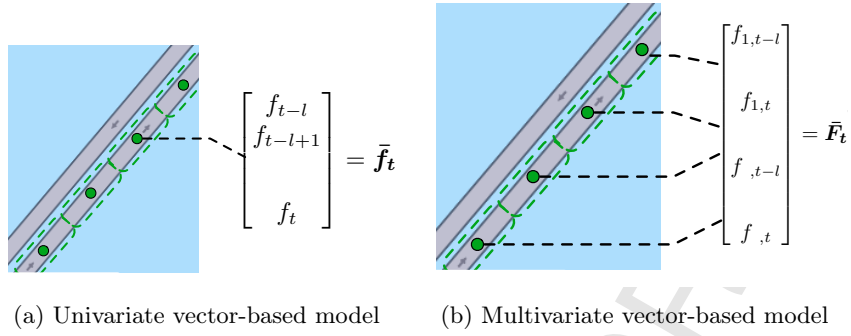 f_{t-l}
f_{t-l+1}
f_t
= \bar{f}_t
f_{1,t-l}
f_{1,t}
f ,t-l
f ,t
= \bar{F}_t
(a) Univariate vector-based model
(b) Multivariate vector-based model